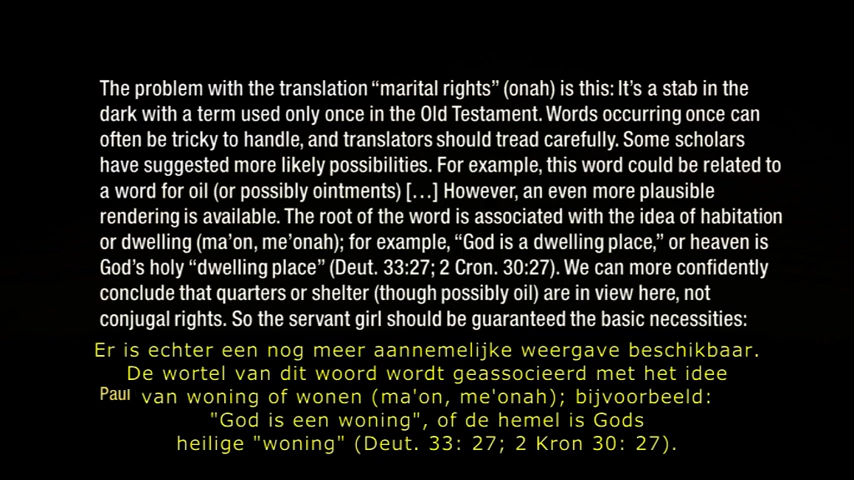 The problem with the translation “marital rights” (onah) is this: It’s a stab in the
dark with a term used only once in the Old Testament. Words occurring once can
often be tricky to handle, and translators should tread carefully. Some scholars
have suggested more likely possibilities. For example, this word could be related to
a word for oil (or possibly ointments) […] However, an even more plausible
rendering is available. The root of the word is associated with the idea of habitation
or dwelling (ma’on, me’onah); for example, “God is a dwelling place,” or heaven is
God’s holy “dwelling place” (Deut. 33:27; 2 Cron. 30:27). We can more confidently
conclude that quarters or shelter (though possibly oil) are in view here, not
conjugal rights. So the servant girl should be guaranteed the basic necessities:
Er is echter een nog meer aannemelijke weergave beschikbaar.
De wortel van dit woord wordt geassocieerd met het idee
Paul
van woning of wonen (ma'on, me'onah); bijvoorbeeld:
"God is een woning", of de hemel is Gods
heilige "woning" (Deut. 33: 27; 2 Kron 30: 27).